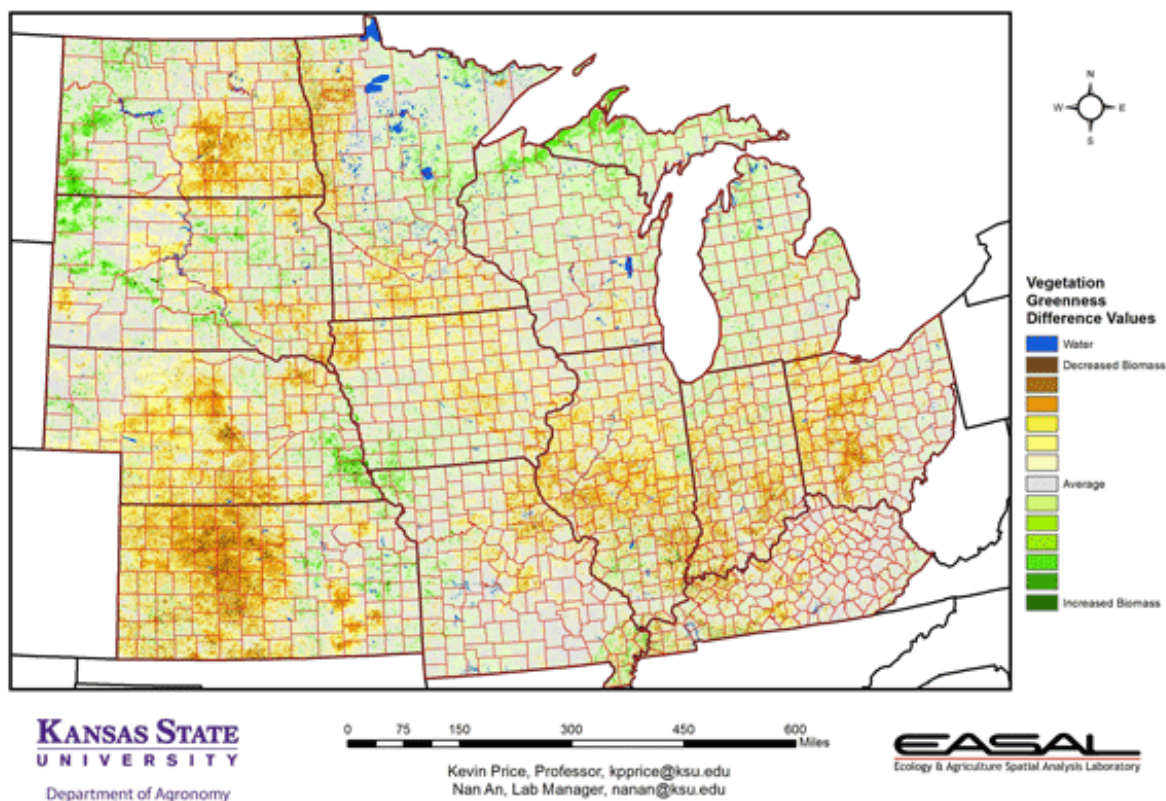 N
W E
S
Vegetation
Greenness
Difference Values
Water
Decreased Biomass
Average
Increased Biomass
KANSAS STATE
UNIVERSITY
Department of Agronomy
0 75 150 300 450 600
Miles
Kevin Price, Professor, kpprice@ksu.edu
Nan An, Lab Manager, nanan@ksu.edu
EASAL
Ecology & Agriculture Spatial Analysis Laboratory